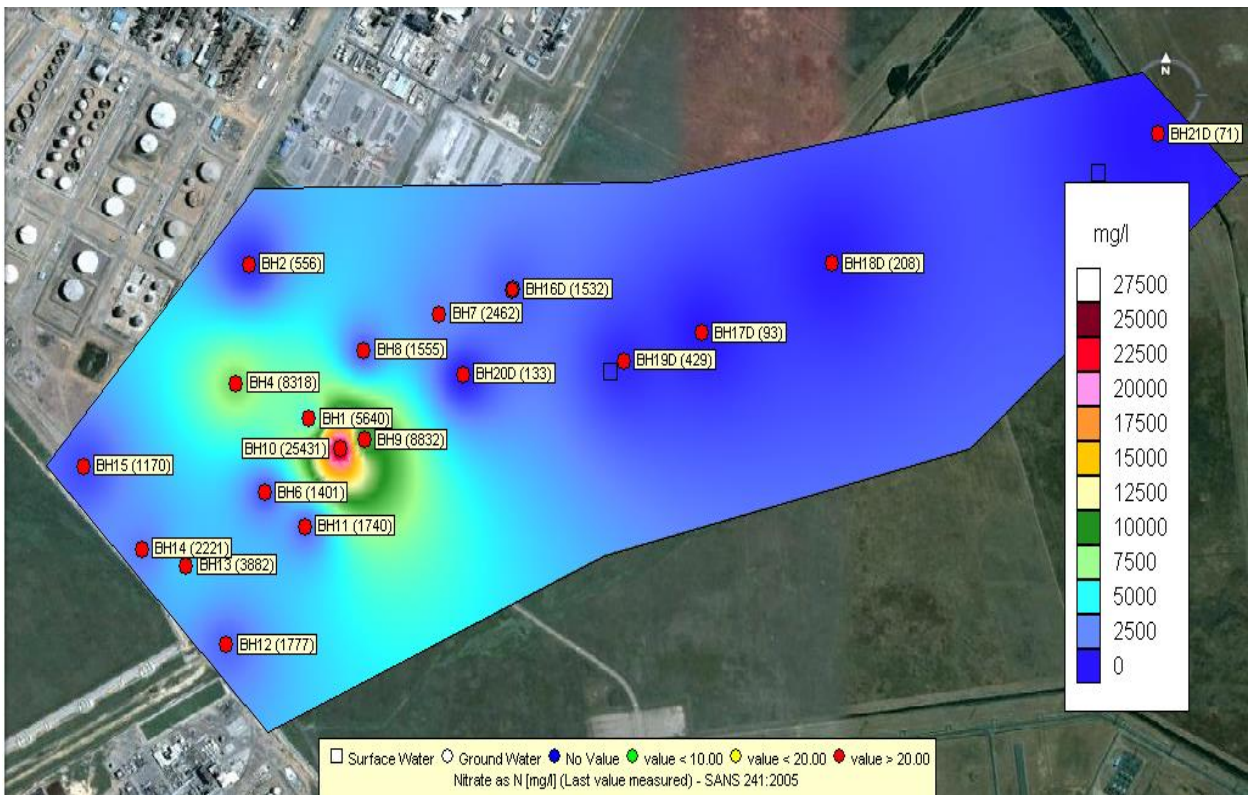 N
BH21D (71)
mg/l
BH2 (556)
BH18D (208)
BH16D (1532)
27500
BH7 (2462)
25000
BH17D (93)
BH8 (1555)
22500
BH19D (429)
BH20D (133)
BH4 (8318)
20000
BH1 (5640)
17500
BH9 (8832)
BH10 (25431)
15000
BH15 (1170)
12500
BH6 (1401)
10000
BH11 (1740)
BH14 (2221)
7500
BH13 (3882)
5000
2500
BH12 (1777)
0
Surface Water Ground Water No Value value < 10.00 value < 20.00 value > 20.00
Nitrate as N [mg/l] (Last value measured) - SANS 241:2005